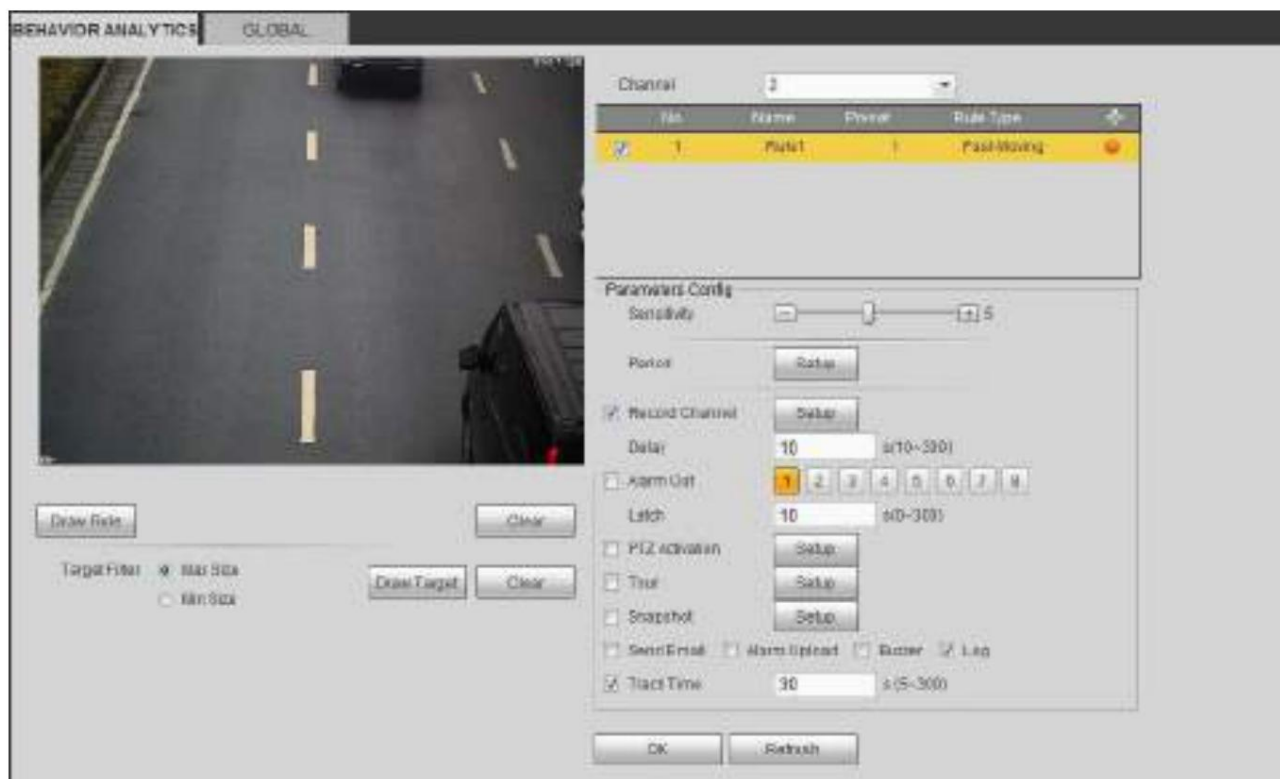 BEHAVIOR ANALYTICS GLOBAL
Channel 2
No. Name Preset Rule Type
1 Rule1 1 Fast-Moving
Parameters Config
Sensitivity 5
Period Setup
Record Channel Setup
Delay 10 s(10~300)
Alarm Out 1 2 3 4 5 6 7 8
Latch 10 s(0~300)
PTZ Activation Setup
Tour Setup
Snapshot Setup
Send Email Alarm Upload Buzzer Log
Tract Time 30 s (5~300)
Draw Rule Clear
Target Filter Max Size Draw Target Clear
Min Size
OK Refresh